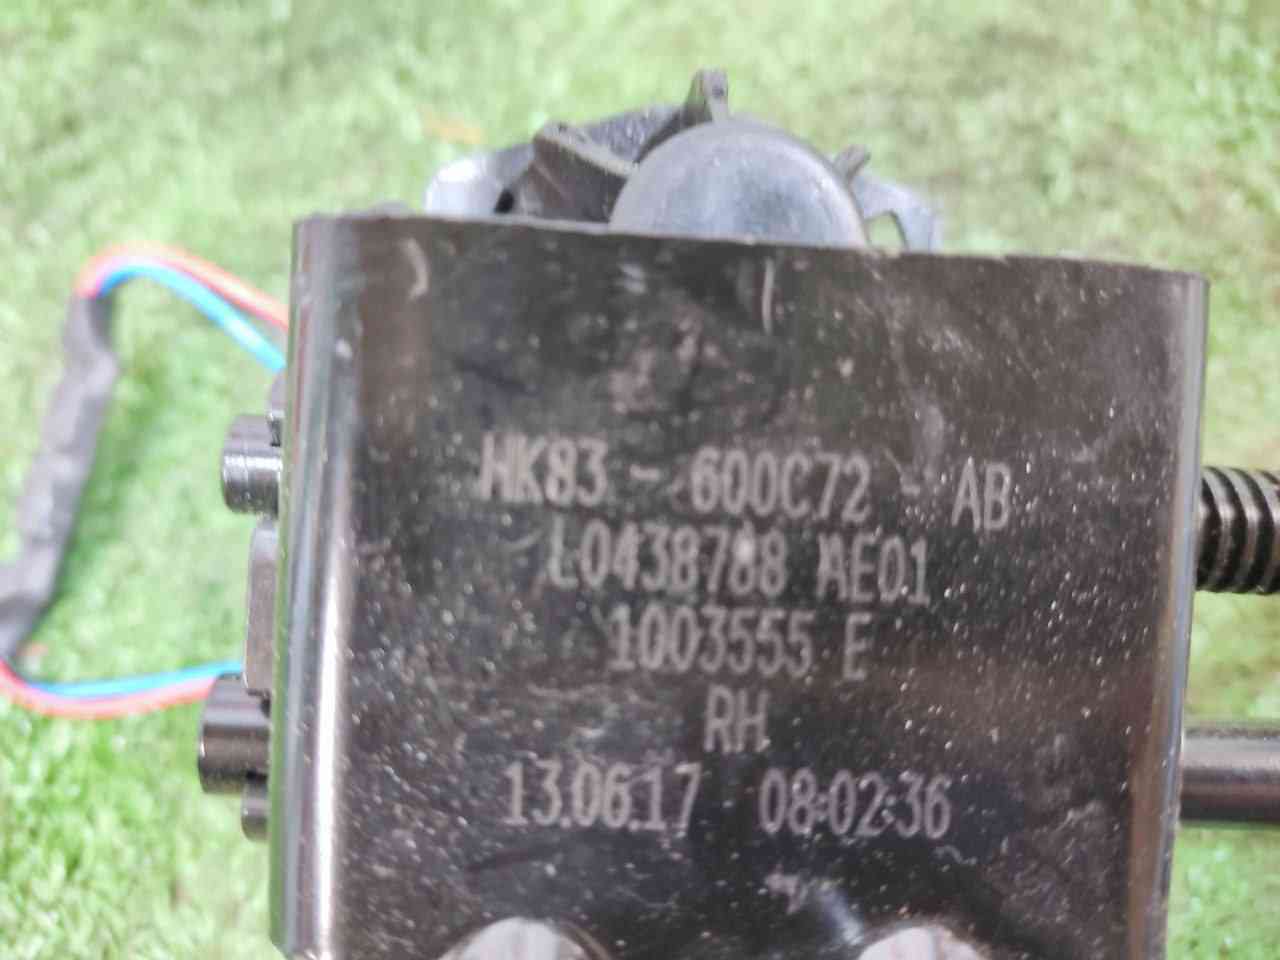 HK83 - 600C72 - AB
L0438788 AE01
1003555 E
RH
13.06.17 08:02:36